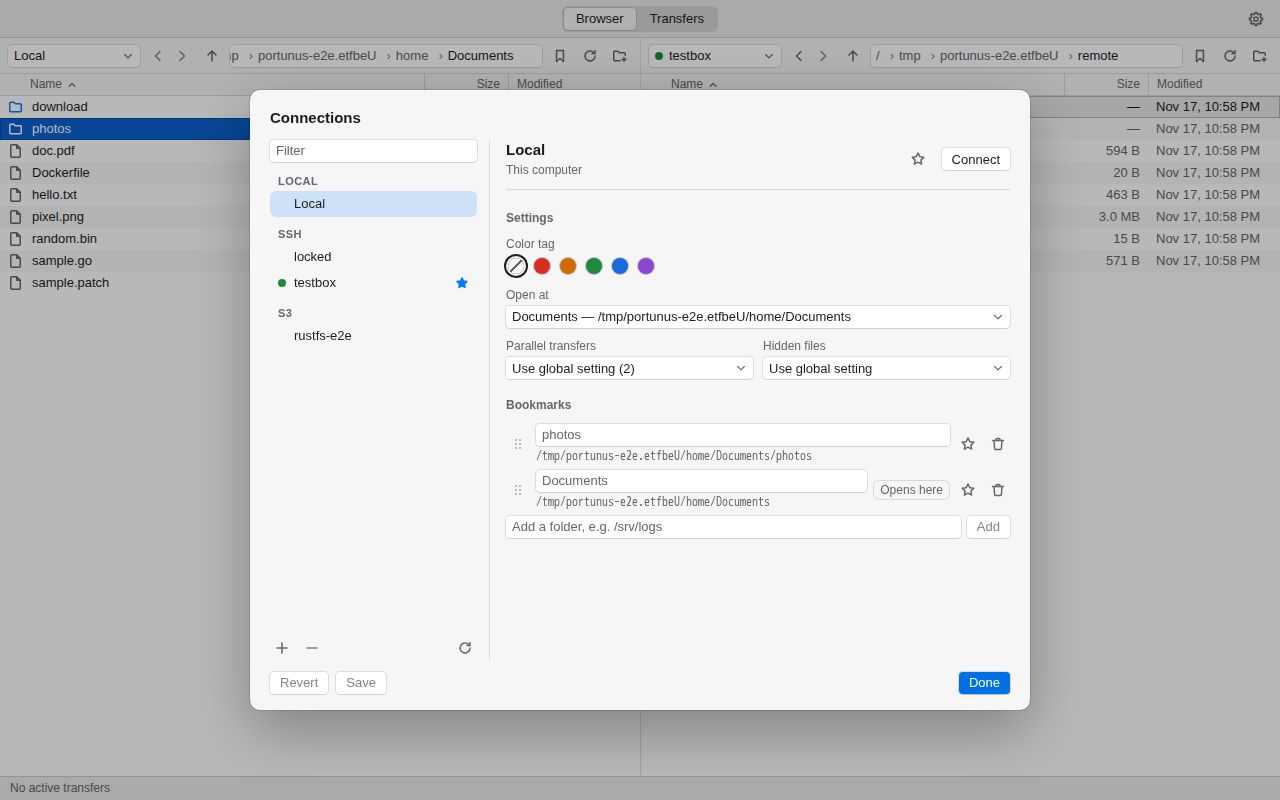 Browser Transfers
Local
portunus-e2e.etfbeU › home › Documents
testbox
/ › tmp › portunus-e2e.etfbeU › remote
Name Size Modified
Name Size Modified
download
photos
doc.pdf
Dockerfile
hello.txt
pixel.png
random.bin
sample.go
sample.patch
— Nov 17, 10:58 PM
— Nov 17, 10:58 PM
594 B Nov 17, 10:58 PM
20 B Nov 17, 10:58 PM
463 B Nov 17, 10:58 PM
3.0 MB Nov 17, 10:58 PM
15 B Nov 17, 10:58 PM
571 B Nov 17, 10:58 PM
Connections
Filter
LOCAL
Local
SSH
locked
testbox
S3
rustfs-e2e
Local
This computer
Connect
Settings
Color tag
Open at
Documents — /tmp/portunus-e2e.etfbeU/home/Documents
Parallel transfers Hidden files
Use global setting (2) Use global setting
Bookmarks
photos
/tmp/portunus-e2e.etfbeU/home/Documents/photos
Documents
Opens here
/tmp/portunus-e2e.etfbeU/home/Documents
Add a folder, e.g. /srv/logs Add
Revert Save Done
No active transfers